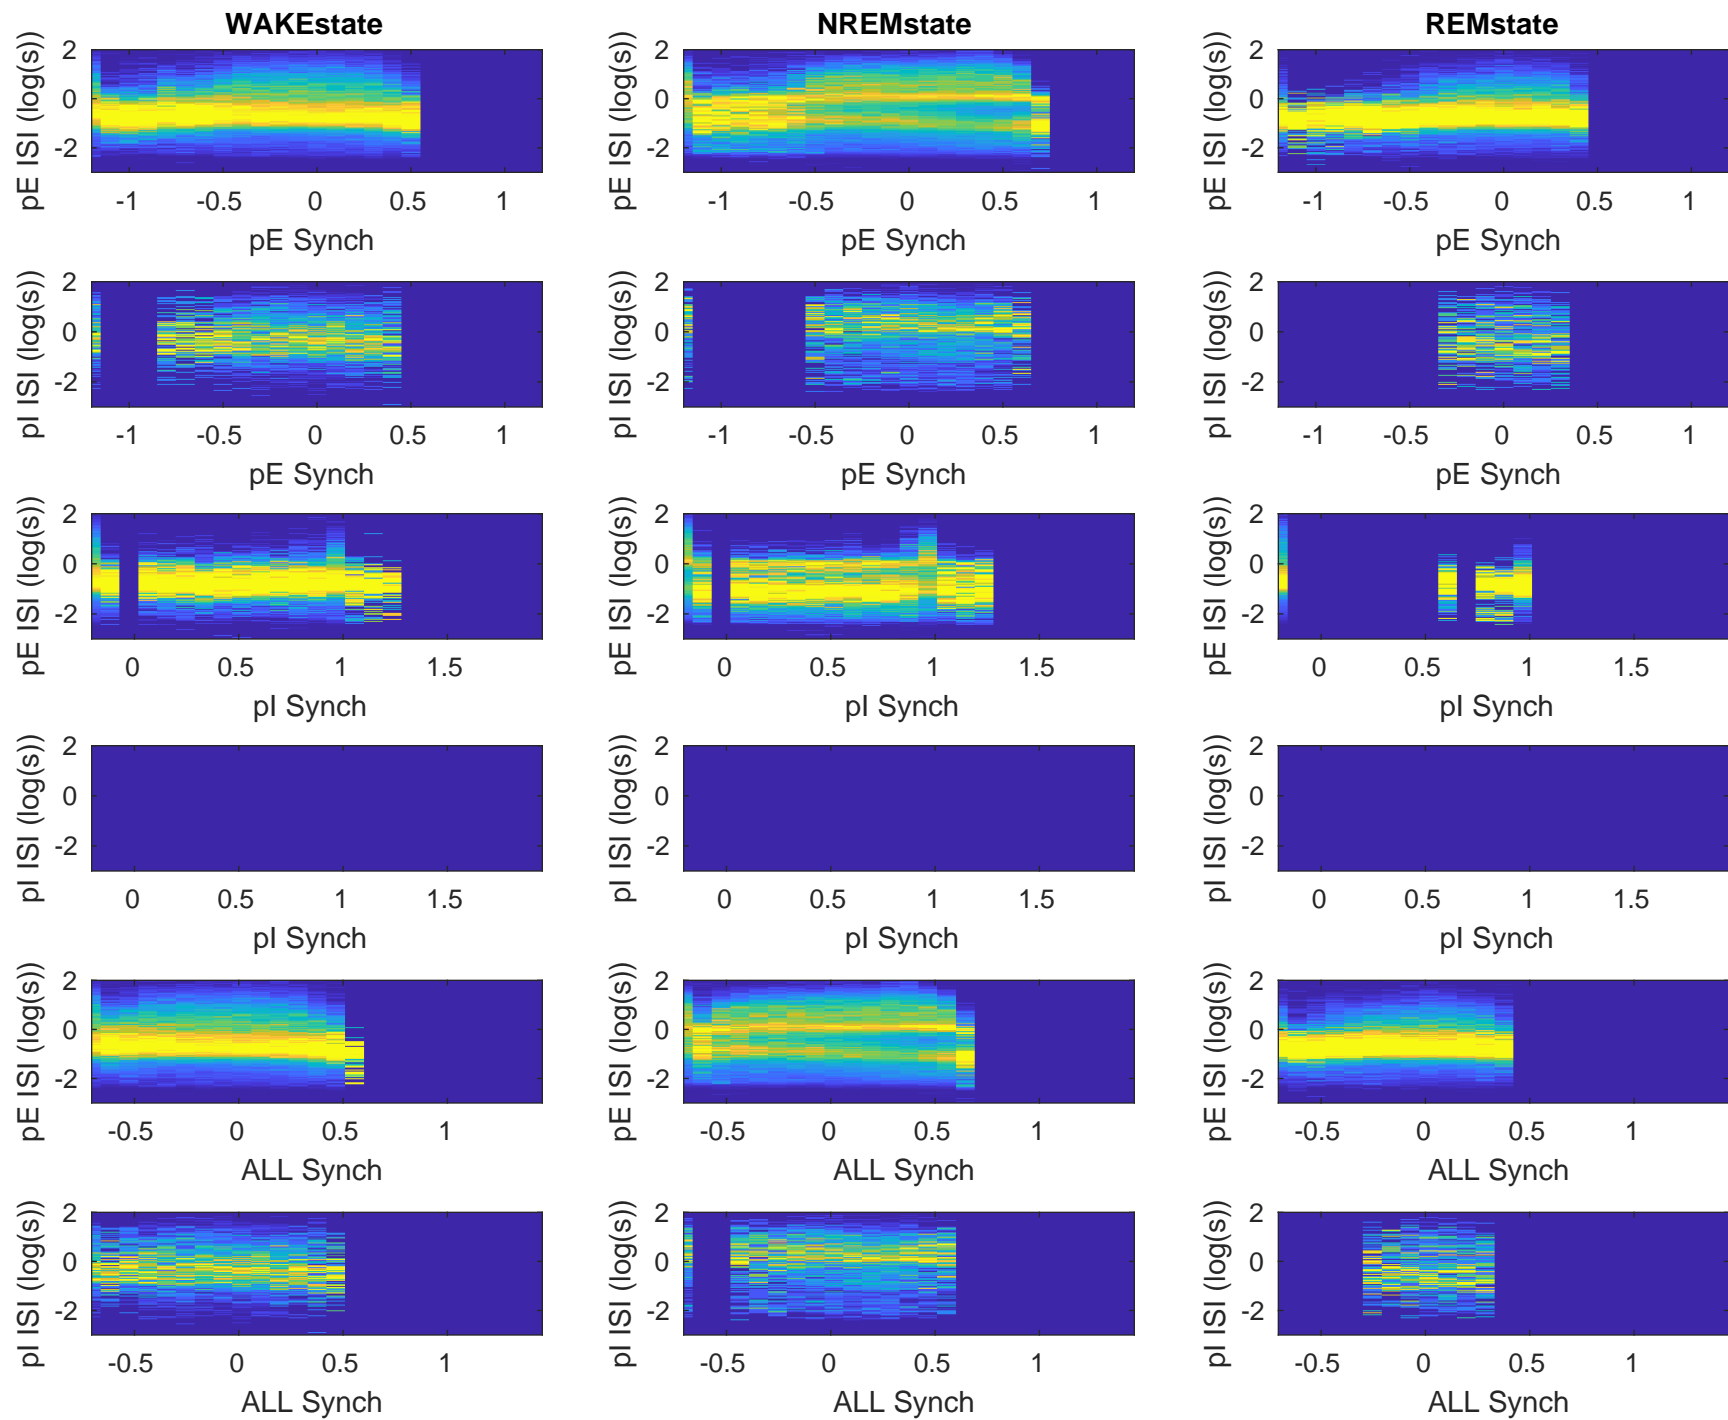 WAKEstate NREMstate REMstate
pE ISI (log(s)) 2 0 -2 pE ISI (log(s)) 2 0 -2 pE ISI (log(s)) 2 0 -2
-1 -0.5 0 0.5 1 -1 -0.5 0 0.5 1 -1 -0.5 0 0.5 1
pE Synch pE Synch pE Synch
pI ISI (log(s)) 2 0 -2 pI ISI (log(s)) 2 0 -2 pI ISI (log(s)) 2 0 -2
-1 -0.5 0 0.5 1 -1 -0.5 0 0.5 1 -1 -0.5 0 0.5 1
pE Synch pE Synch pE Synch
pE ISI (log(s)) 2 0 -2 pE ISI (log(s)) 2 0 -2 pE ISI (log(s)) 2 0 -2
0 0.5 1 1.5 0 0.5 1 1.5 0 0.5 1 1.5
pI Synch pI Synch pI Synch
pI ISI (log(s)) 2 0 -2 pI ISI (log(s)) 2 0 -2 pI ISI (log(s)) 2 0 -2
0 0.5 1 1.5 0 0.5 1 1.5 0 0.5 1 1.5
pI Synch pI Synch pI Synch
pE ISI (log(s)) 2 0 -2 pE ISI (log(s)) 2 0 -2 pE ISI (log(s)) 2 0 -2
-0.5 0 0.5 1 -0.5 0 0.5 1 -0.5 0 0.5 1
ALL Synch ALL Synch ALL Synch
pI ISI (log(s)) 2 0 -2 pI ISI (log(s)) 2 0 -2 pI ISI (log(s)) 2 0 -2
-0.5 0 0.5 1 -0.5 0 0.5 1 -0.5 0 0.5 1
ALL Synch ALL Synch ALL Synch